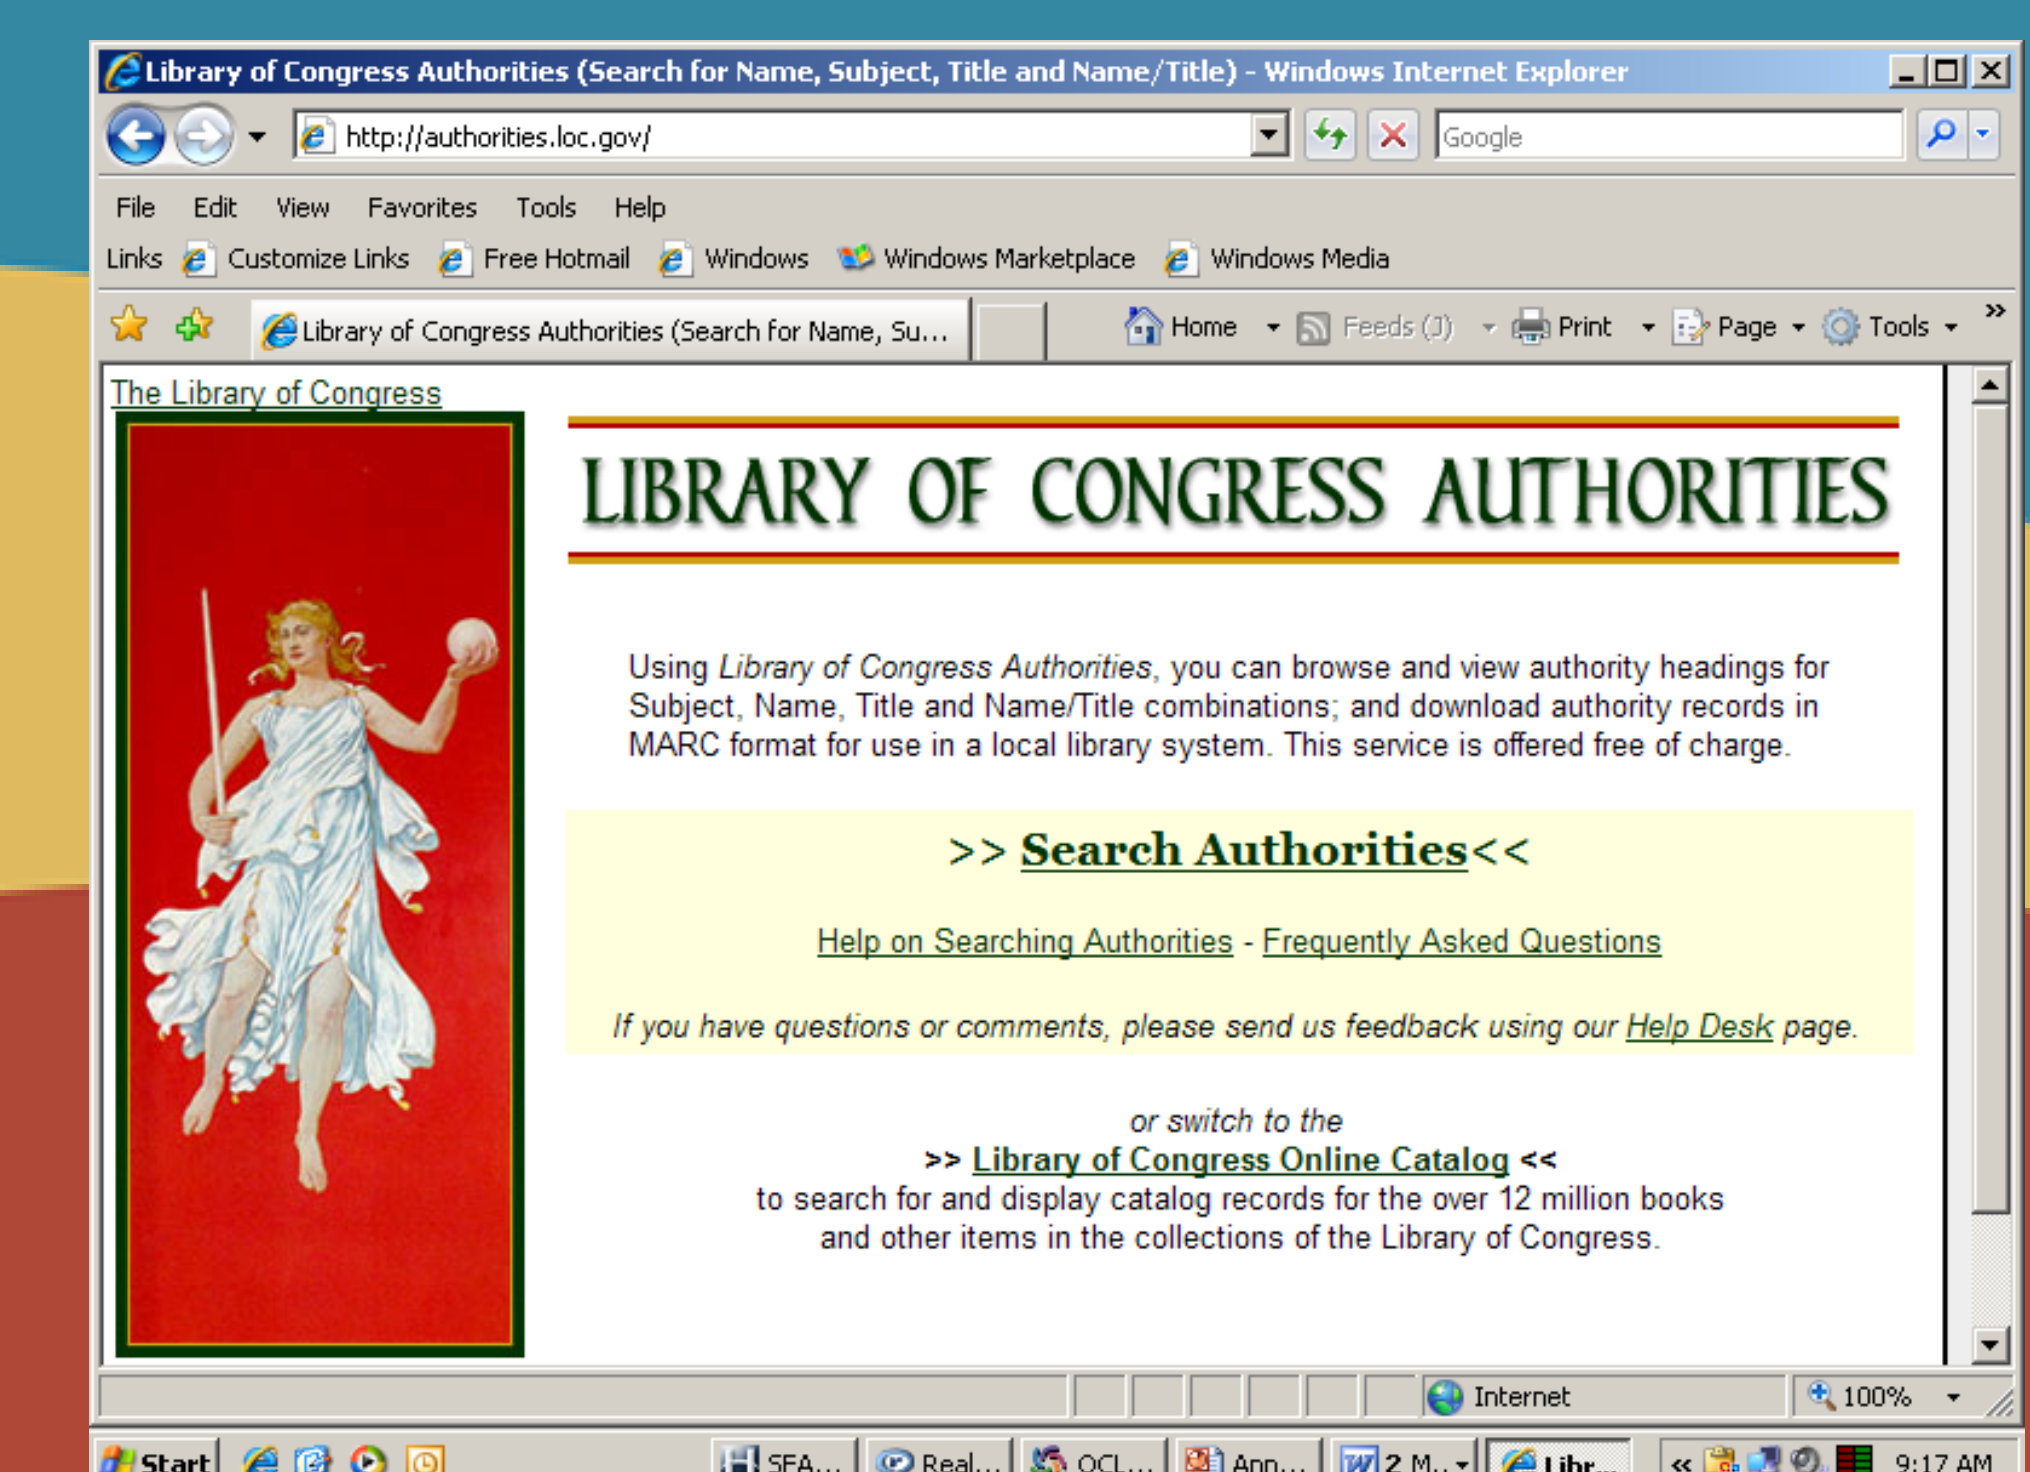 Library of Congress Authorities (Search for Name, Subject, Title and Name/Title) - Windows Internet Explorer
http://authorities.loc.gov/
Google
File Edit View Favorites Tools Help
Links Customize Links Free Hotmail Windows Windows Marketplace Windows Media
Library of Congress Authorities (Search for Name, Su... Home Feeds (J) Print Page Tools »
The Library of Congress
LIBRARY OF CONGRESS AUTHORITIES
Using Library of Congress Authorities, you can browse and view authority headings for
Subject, Name, Title and Name/Title combinations; and download authority records in
MARC format for use in a local library system. This service is offered free of charge.
>> Search Authorities<<
Help on Searching Authorities - Frequently Asked Questions
If you have questions or comments, please send us feedback using our Help Desk page.
or switch to the
>> Library of Congress Online Catalog <<
to search for and display catalog records for the over 12 million books
and other items in the collections of the Library of Congress.
Internet 100%
Start SFA... Real... OCL... Ann... 2 M.. Libr... « 9:17 AM